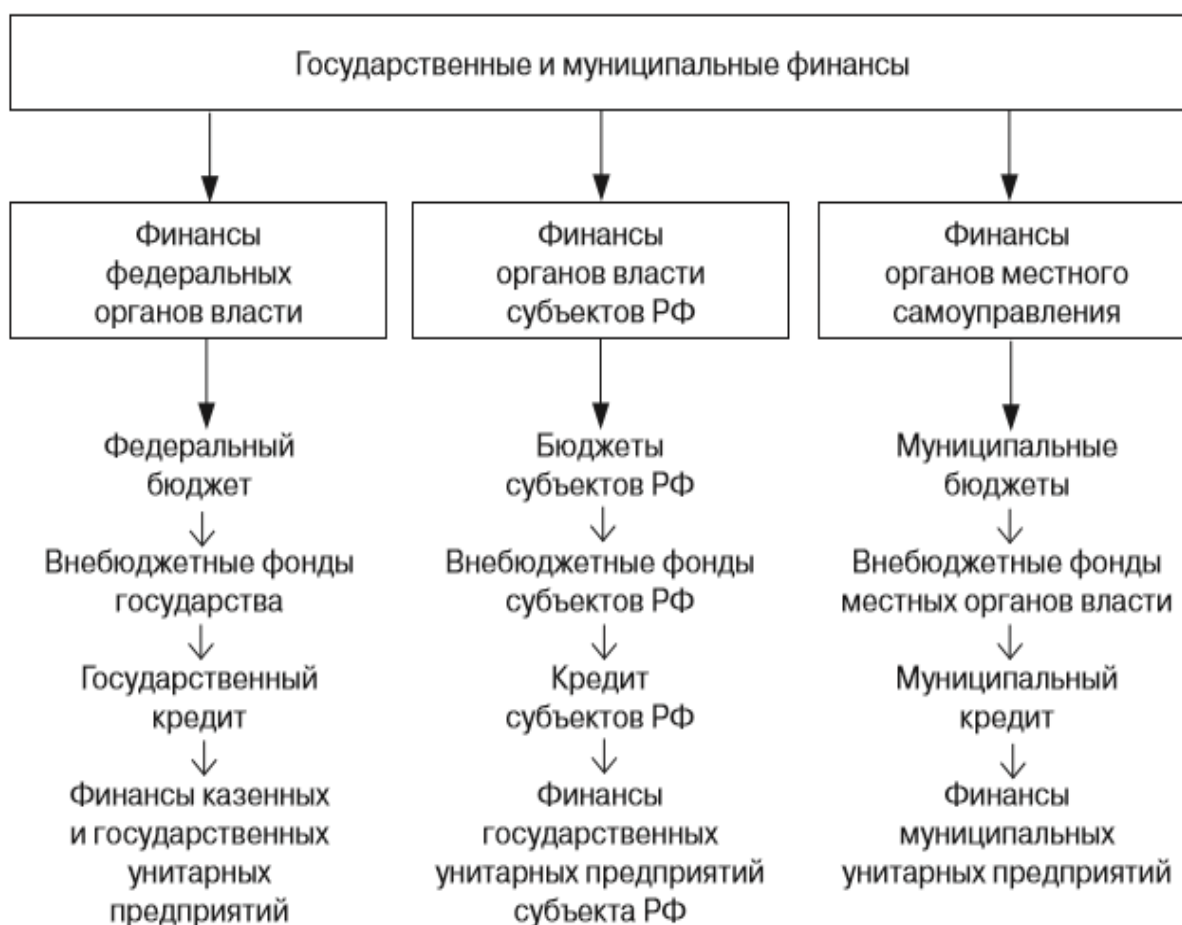 Государственные и муниципальные финансы
Финансы
федеральных
органов власти
Финансы
органов власти
субъектов РФ
Финансы
органов местного
самоуправления
Федеральный
бюджет
Внебюджетные фонды
государства
Государственный
кредит
Финансы казенных
и государственных
унитарных
предприятий
Бюджеты
субъектов РФ
Внебюджетные фонды
субъектов РФ
Кредит
субъектов РФ
Финансы
государственных
унитарных предприятий
субъекта РФ
Муниципальные
бюджеты
Внебюджетные фонды
местных органов власти
Муниципальный
кредит
Финансы
муниципальных
унитарных предприятий